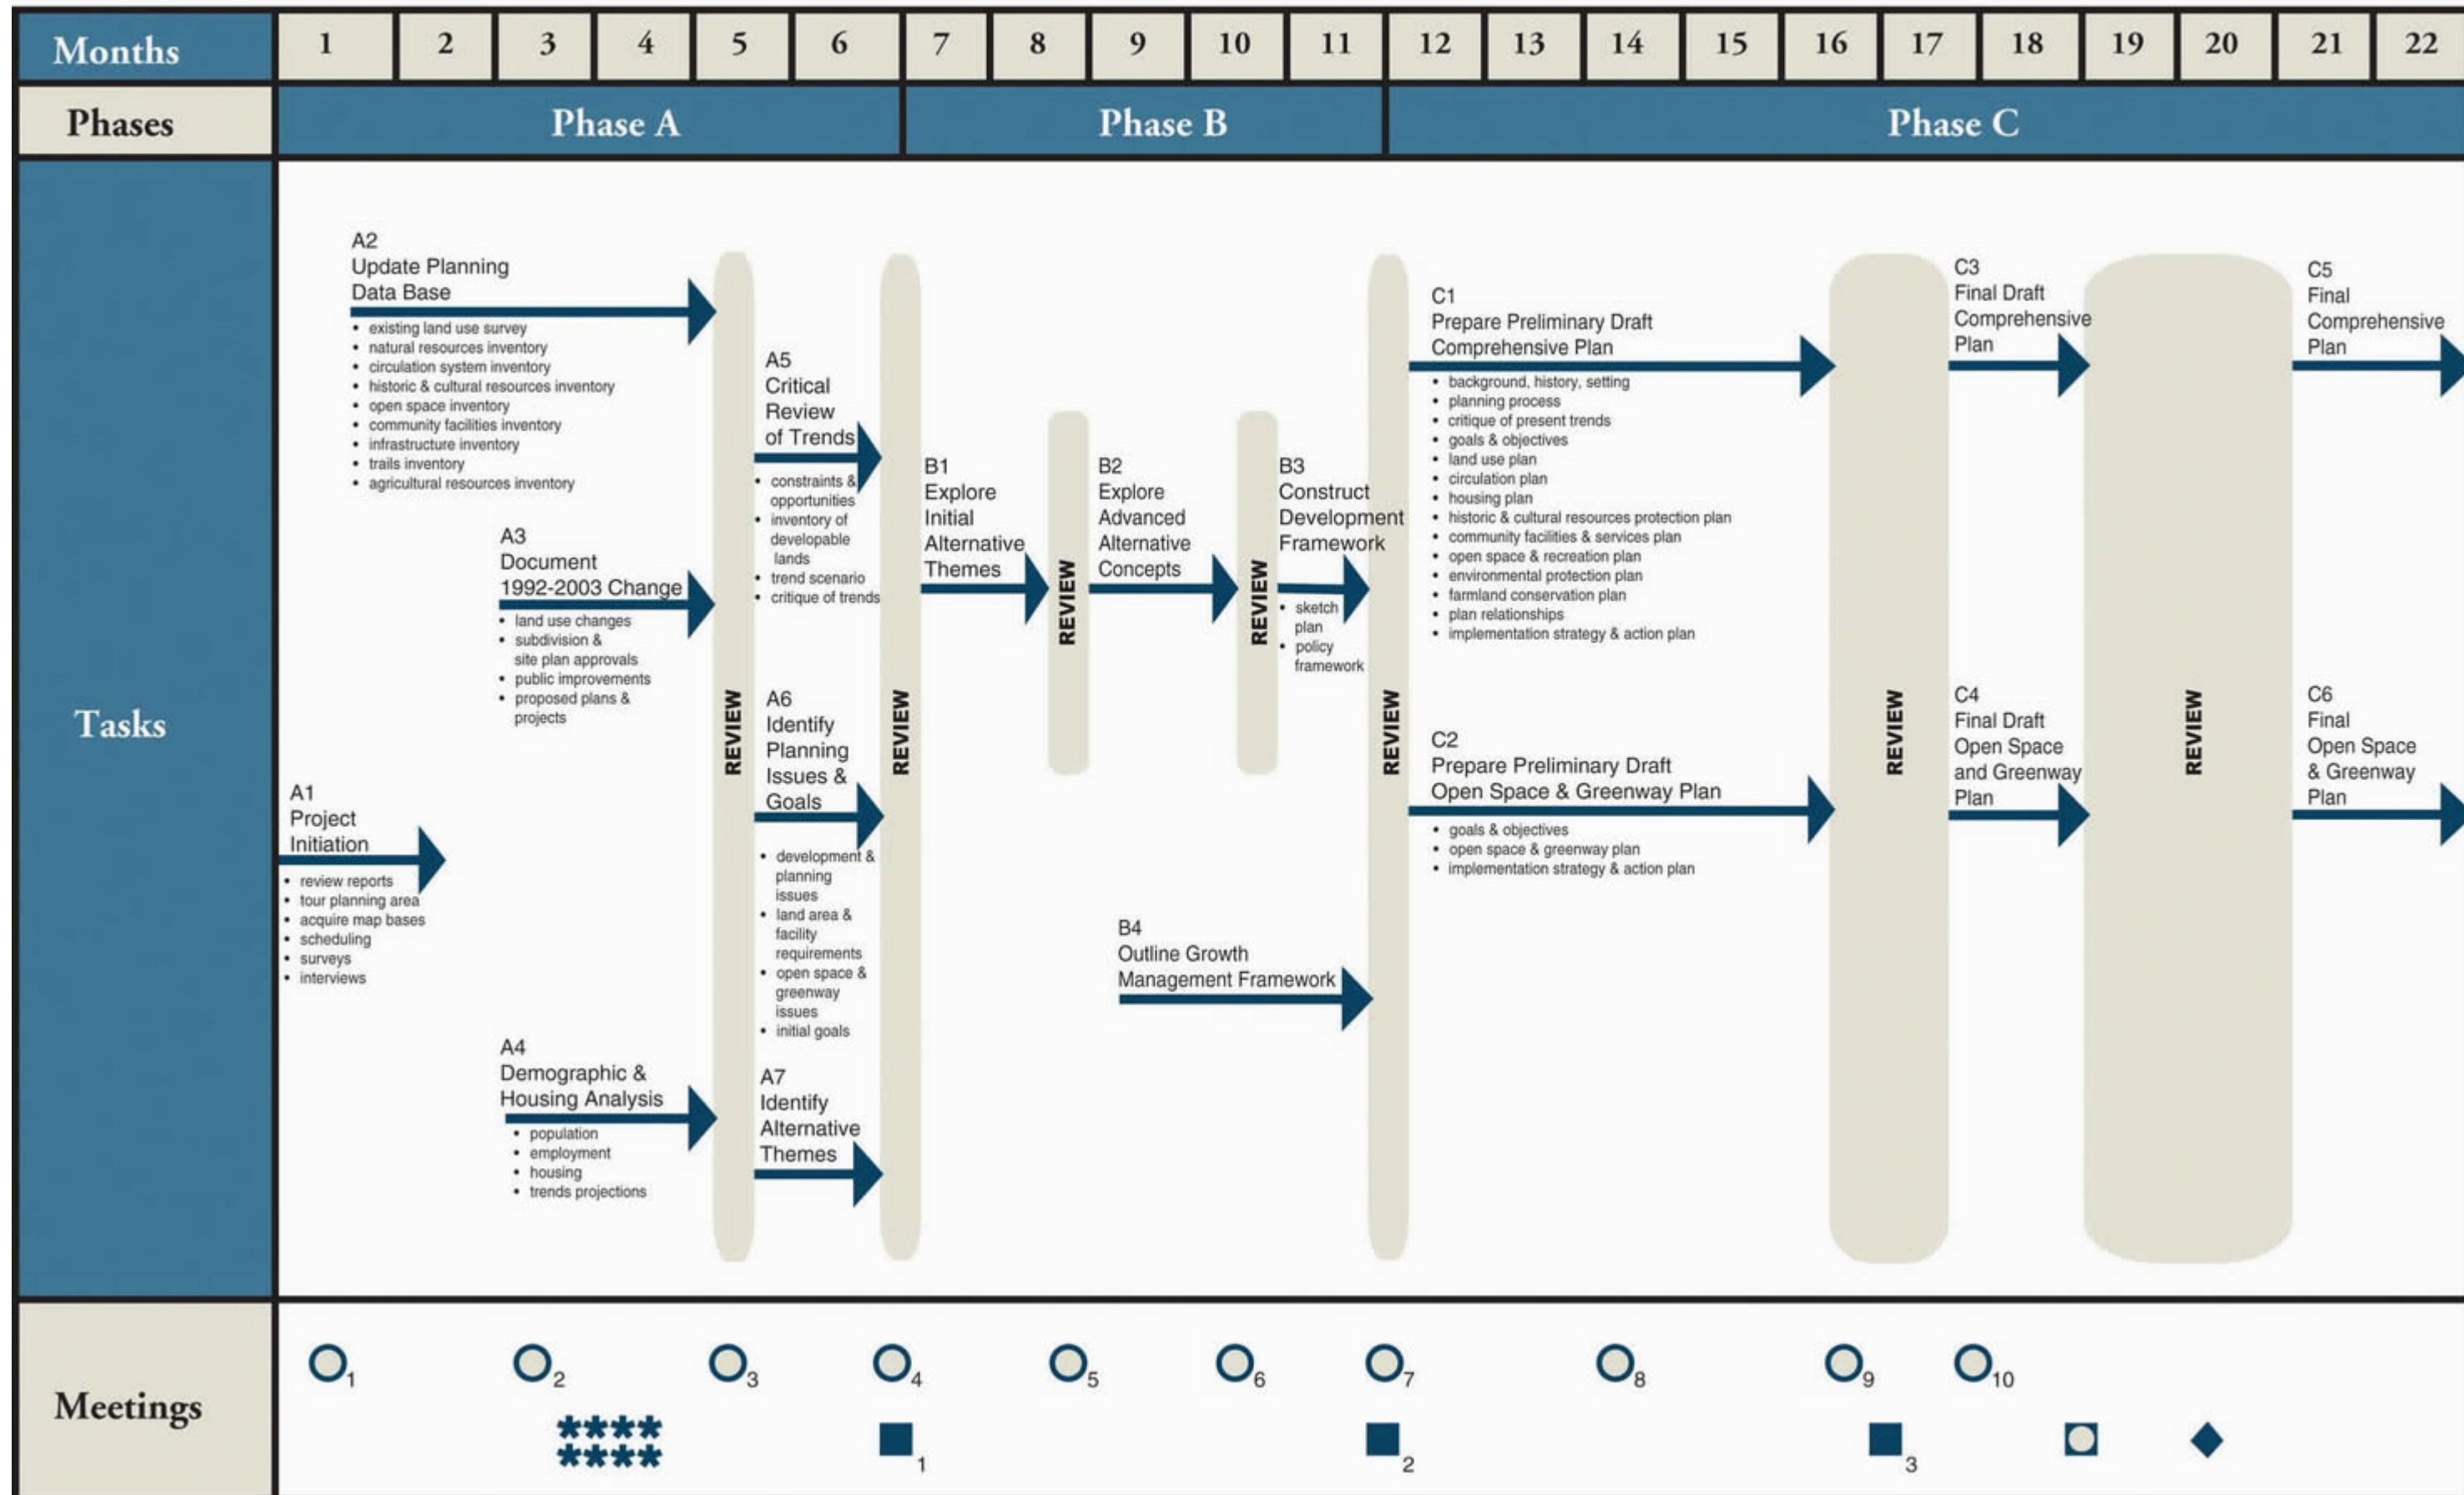 Months 1 2 3 4 5 6 7 8 9 10 11 12 13 14 15 16 17 18 19 20 21 22
Phases Phase A Phase B Phase C
Tasks
A1
Project
Initiation
• review reports
• tour planning area
• acquire map bases
• scheduling
• surveys
• interviews
A2
Update Planning
Data Base
• existing land use survey
• natural resources inventory
• circulation system inventory
• historic & cultural resources inventory
• open space inventory
• community facilities inventory
• infrastructure inventory
• trails inventory
• agricultural resources inventory
A3
Document
1992-2003 Change
• land use changes
• subdivision &
site plan approvals
• public improvements
• proposed plans &
projects
A4
Demographic &
Housing Analysis
• population
• employment
• housing
• trends projections
REVIEW
A5
Critical
Review
of Trends
• constraints &
opportunities
• inventory of
developable
lands
• trend scenario
• critique of trends
A6
Identify
Planning
Issues &
Goals
• development &
planning
issues
• land area &
facility
requirements
• open space &
greenway
issues
• initial goals
A7
Identify
Alternative
Themes
REVIEW
B1
Explore
Initial
Alternative
Themes
REVIEW
B2
Explore
Advanced
Alternative
Concepts
REVIEW
B3
Construct
Development
Framework
• sketch
plan
• policy
framework
B4
Outline Growth
Management Framework
REVIEW
C1
Prepare Preliminary Draft
Comprehensive Plan
• background, history, setting
• planning process
• critique of present trends
• goals & objectives
• land use plan
• circulation plan
• housing plan
• historic & cultural resources protection plan
• community facilities & services plan
• open space & recreation plan
• environmental protection plan
• farmland conservation plan
• plan relationships
• implementation strategy & action plan
C2
Prepare Preliminary Draft
Open Space & Greenway Plan
• goals & objectives
• open space & greenway plan
• implementation strategy & action plan
REVIEW
C3
Final Draft
Comprehensive
Plan
C4
Final Draft
Open Space
and Greenway
Plan
REVIEW
C5
Final
Comprehensive
Plan
C6
Final
Open Space
& Greenway
Plan
Meetings
1 2 3 4 5 6 7 8 9 10
****
****
1 2 3